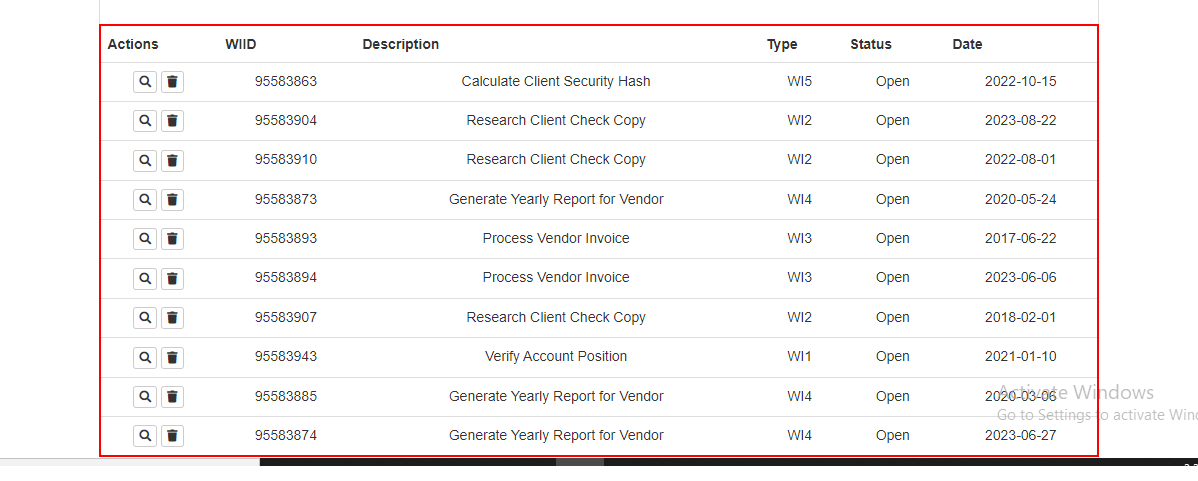 Actions WIID Description Type Status Date
95583863 Calculate Client Security Hash WI5 Open 2022-10-15
95583904 Research Client Check Copy WI2 Open 2023-08-22
95583910 Research Client Check Copy WI2 Open 2022-08-01
95583873 Generate Yearly Report for Vendor WI4 Open 2020-05-24
95583893 Process Vendor Invoice WI3 Open 2017-06-22
95583894 Process Vendor Invoice WI3 Open 2023-06-06
95583907 Research Client Check Copy WI2 Open 2018-02-01
95583943 Verify Account Position WI1 Open 2021-01-10
95583885 Generate Yearly Report for Vendor WI4 Open 2020-03-06
Activate Windows
Go to Settings to activate Win
95583874 Generate Yearly Report for Vendor WI4 Open 2023-06-27